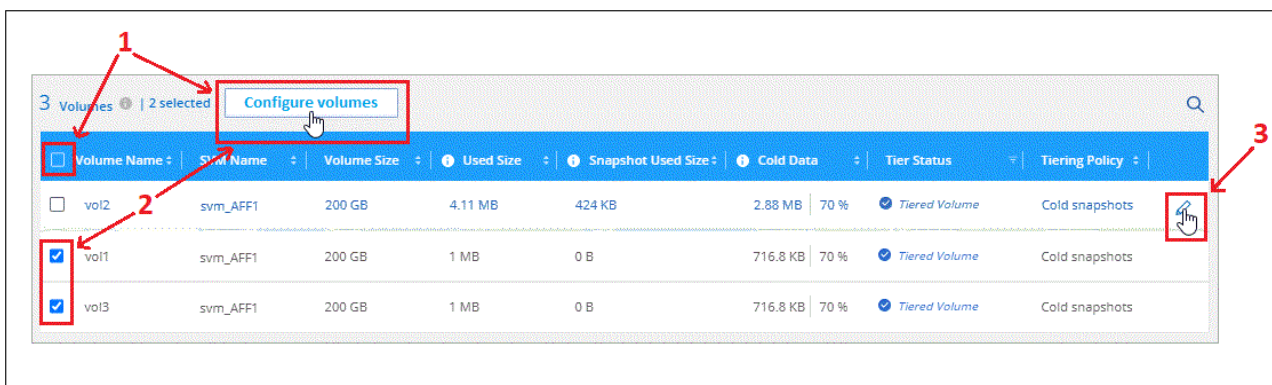 1
3 Volumes | 2 selected Configure volumes
3
Volume Name SVM Name Volume Size Used Size Snapshot Used Size Cold Data Tier Status Tiering Policy
2
vol2 svm_AFF1 200 GB 4.11 MB 424 KB 2.88 MB 70 % Tiered Volume Cold snapshots
vol1 svm_AFF1 200 GB 1 MB 0 B 716.8 KB 70 % Tiered Volume Cold snapshots
vol3 svm_AFF1 200 GB 1 MB 0 B 716.8 KB 70 % Tiered Volume Cold snapshots